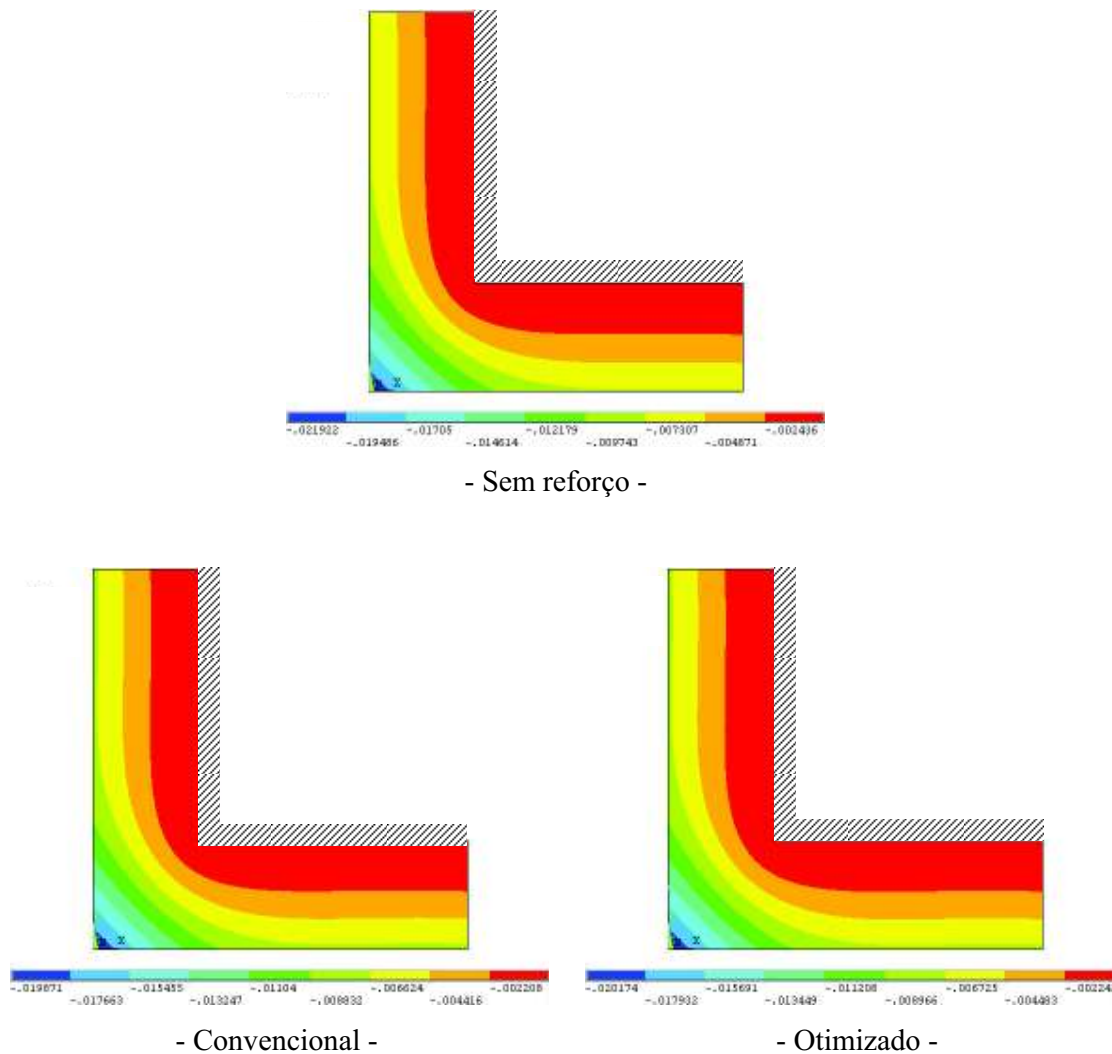 X
-.021922 -.01705 -.012179 -.007307 -.002436
-.019486 -.014614 -.009743 -.004871
- Sem reforço -
X
-.019871 -.015455 -.01104 -.006624 -.002208
-.017663 -.013247 -.008832 -.004416
- Convencional -
X
-.020174 -.015691 -.011208 -.006725 -.002242
-.017932 -.013449 -.008966 -.004483
- Otimizado -